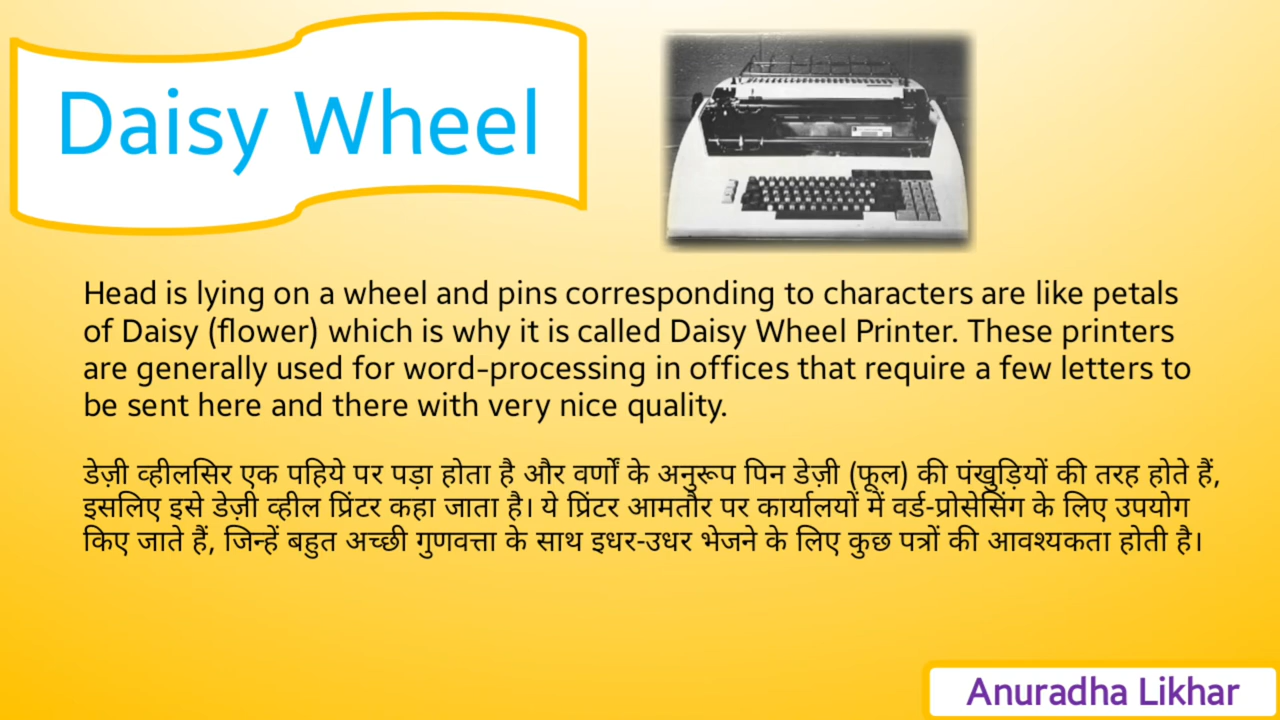 Daisy Wheel
Head is lying on a wheel and pins corresponding to characters are like petals
of Daisy (flower) which is why it is called Daisy Wheel Printer. These printers
are generally used for word-processing in offices that require a few letters to
be sent here and there with very nice quality.
डेज़ी व्हीलसिर एक पहिये पर पड़ा होता है और वर्णों के अनुरूप पिन डेज़ी (फूल) की पंखुड़ियों की तरह होते हैं,
इसलिए इसे डेज़ी व्हील प्रिंटर कहा जाता है। ये प्रिंटर आमतौर पर कार्यालयों में वर्ड-प्रोसेसिंग के लिए उपयोग
किए जाते हैं, जिन्हें बहुत अच्छी गुणवत्ता के साथ इधर-उधर भेजने के लिए कुछ पत्रों की आवश्यकता होती है।
Anuradha Likhar